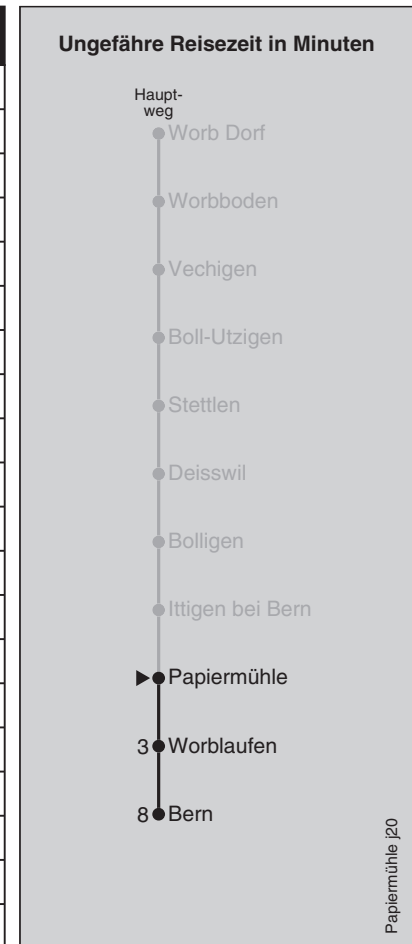 Ungefähre Reisezeit in Minuten
Haupt-
weg
Worb Dorf
Worbboden
Vechigen
Boll-Utzigen
Stettlen
Deisswil
Bolligen
Ittigen bei Bern
Papiermühle
3 Worblaufen
8 Bern
Papiermühle j20